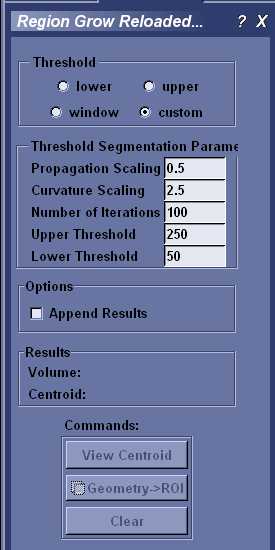 Region Grow Reloaded... ? X
Threshold
lower upper
window custom
Threshold Segmentation Parame
Propagation Scaling 0.5
Curvature Scaling 2.5
Number of Iterations 100
Upper Threshold 250
Lower Threshold 50
Options
Append Results
Results
Volume:
Centroid:
Commands:
View Centroid
Geometry->ROI
Clear